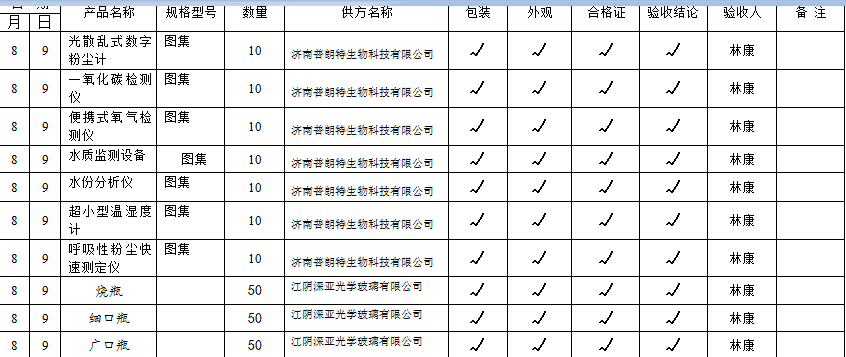 日 期 产品名称 规格型号 数量 供方名称 包装 外观 合格证 验收结论 验收人 备 注
月 日
8 9 光散乱式数字粉尘计 图集 10 济南普朗特生物科技有限公司 ✓ ✓ ✓ ✓ 林康
8 9 一氧化碳检测仪 图集 10 济南普朗特生物科技有限公司 ✓ ✓ ✓ ✓ 林康
8 9 便携式氧气检测仪 图集 10 济南普朗特生物科技有限公司 ✓ ✓ ✓ ✓ 林康
8 9 水质监测设备 图集 10 济南普朗特生物科技有限公司 ✓ ✓ ✓ ✓ 林康
8 9 水份分析仪 图集 10 济南普朗特生物科技有限公司 ✓ ✓ ✓ ✓ 林康
8 9 超小型温湿度计 图集 10 济南普朗特生物科技有限公司 ✓ ✓ ✓ ✓ 林康
8 9 呼吸性粉尘快速测定仪 图集 10 济南普朗特生物科技有限公司 ✓ ✓ ✓ ✓ 林康
8 9 烧瓶 50 江阴深亚光学玻璃有限公司 ✓ ✓ ✓ ✓ 林康
8 9 细口瓶 50 江阴深亚光学玻璃有限公司 ✓ ✓ ✓ ✓ 林康
8 9 广口瓶 50 江阴深亚光学玻璃有限公司 ✓ ✓ ✓ ✓ 林康